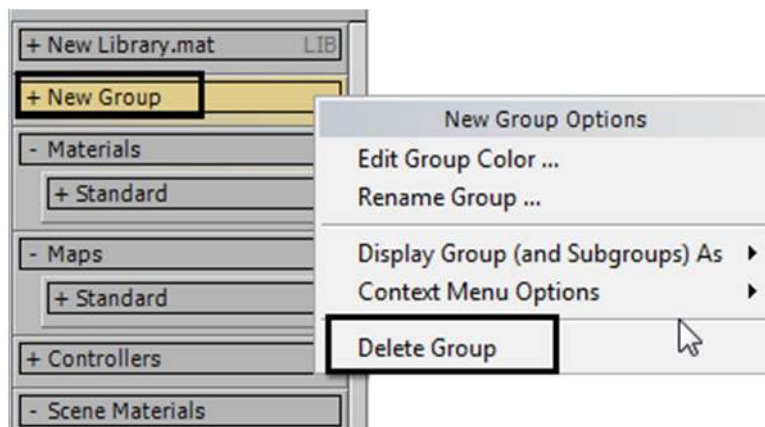 + New Library.mat LIB
+ New Group
- Materials
+ Standard
- Maps
+ Standard
+ Controllers
- Scene Materials
New Group Options
Edit Group Color ...
Rename Group ...
Display Group (and Subgroups) As
Context Menu Options
Delete Group